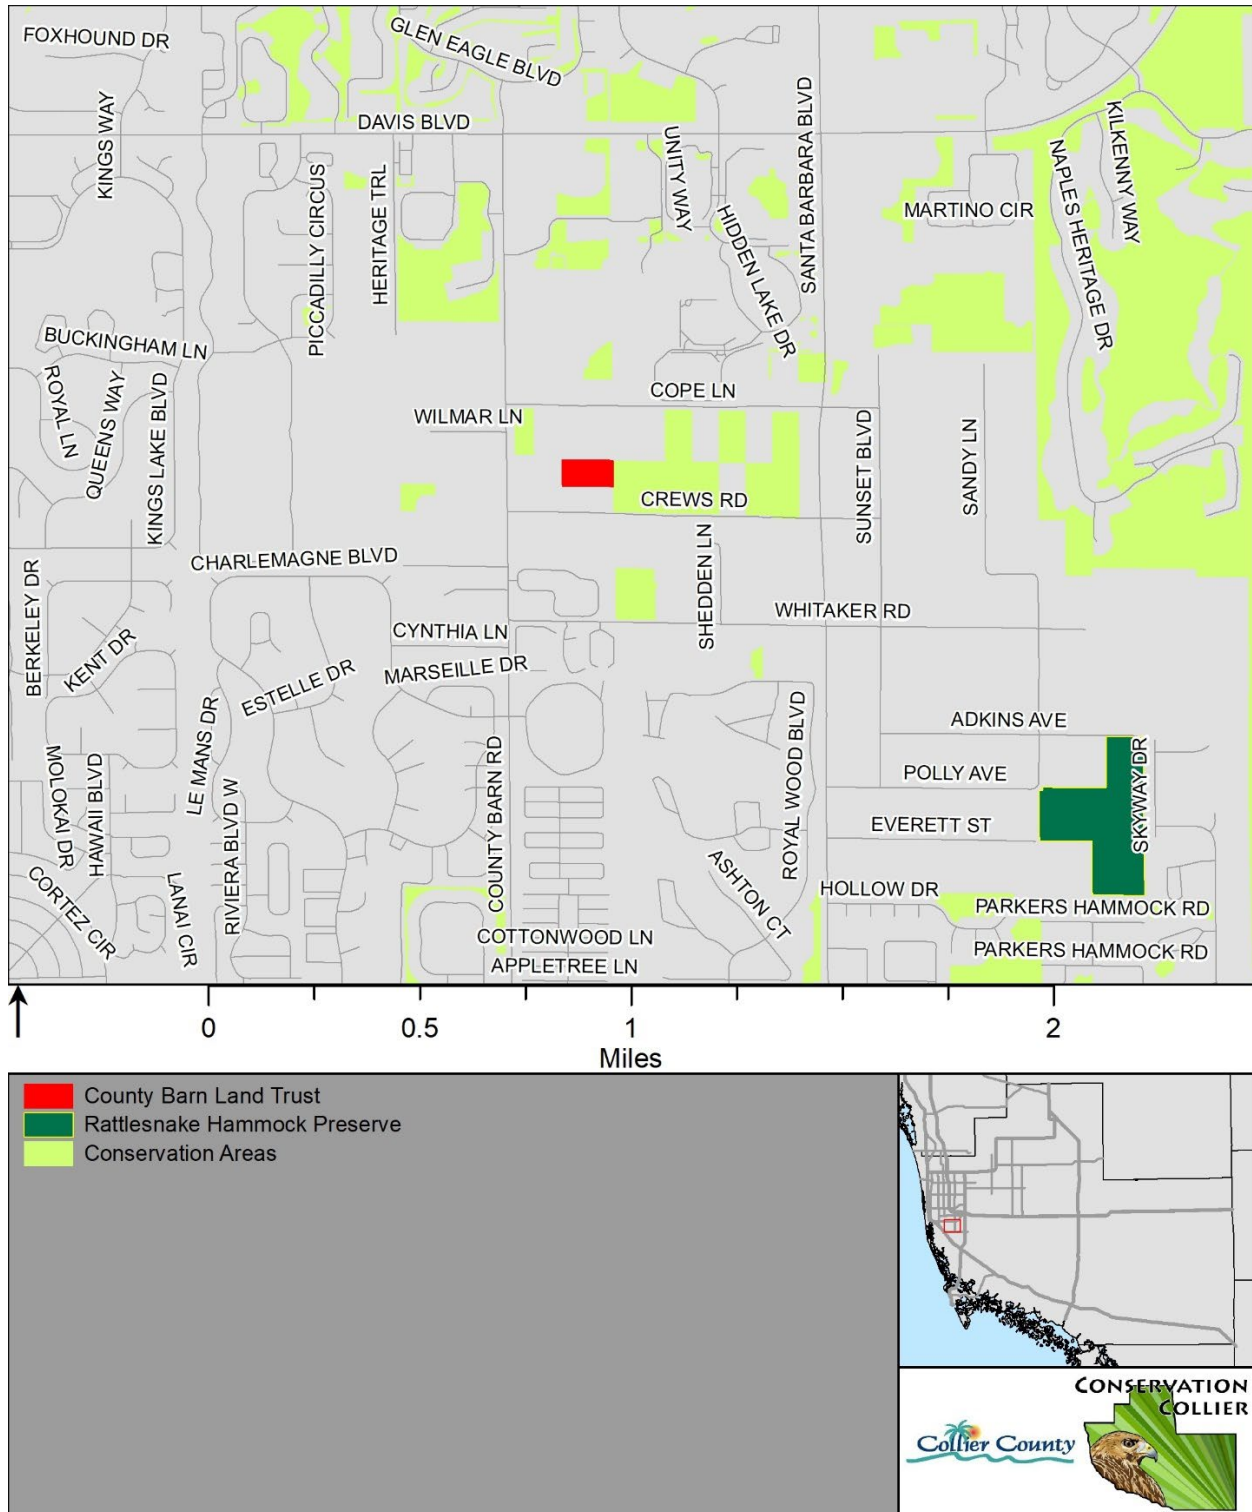 FOXHOUND DR
GLEN EAGLE BLVD
KINGS WAY
DAVIS BLVD
UNITY WAY
SANTA BARBARA BLVD
KILKENNY WAY
NAPLES HERITAGE DR
PICCADILLY CIRCUS
HERITAGE TRL
HIDDEN LAKE DR
MARTINO CIR
BUCKINGHAM LN
ROYAL LN
QUEENS WAY
KINGS LAKE BLVD
WILMAR LN
COPE LN
SUNSET BLVD
SANDY LN
CREWS RD
CHARLEMAGNE BLVD
SHEDDEN LN
WHITAKER RD
BERKELEY DR
KENT DR
CYNTHIA LN
ESTELLE DR
MARSEILLE DR
LE MANS DR
ROYAL WOOD BLVD
ADKINS AVE
MOLOKAI DR
HAWAII BLVD
RIVIERA BLVD W
COUNTY BARN RD
POLLY AVE
SKYWAY DR
EVERETT ST
CORTEZ CIR
LANAI CIR
ASHTON CT
HOLLOW DR
PARKERS HAMMOCK RD
COTTONWOOD LN
PARKERS HAMMOCK RD
APPLETREE LN
0 0.5 1 2
Miles
County Barn Land Trust
Rattlesnake Hammock Preserve
Conservation Areas
CONSERVATION
COLLIER
Collier County